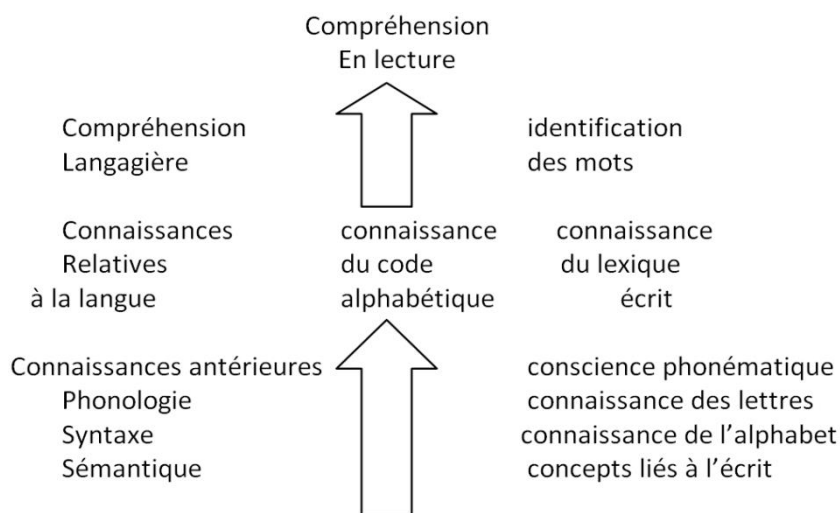 Compréhension
En lecture
Compréhension identification
Langagière des mots
Connaissances connaissance connaissance
Relatives du code du lexique
à la langue alphabétique écrit
Connaissances antérieures conscience phonématique
Phonologie connaissance des lettres
Syntaxe connaissance de l'alphabet
Sémantique concepts liés à l'écrit